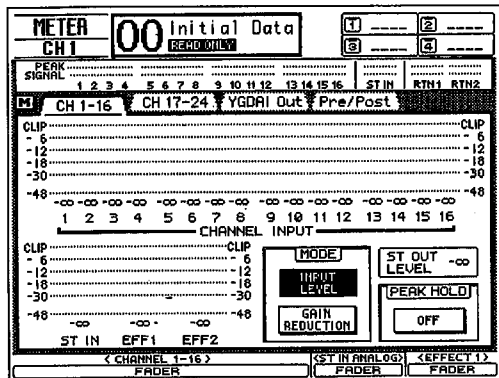 METER
CH1
00 Initial Data
READ ONLY
1 ----
2 ----
3 ----
4 ----
PEAK
SIGNAL
1 2 3 4 5 6 7 8 9 10 11 12 13 14 15 16 ST IN RTN1 RTN2
M CH 1-16 CH 17-24 YGDAI Out Pre/Post
CLIP CLIP
- 6 - 6
-12 -12
-18 -18
-30 -30
-48 -48
-∞ -∞ -∞ -∞ -∞ -∞ -∞ -∞ -∞ -∞ -∞ -∞ -∞ -∞ -∞ -∞
1 2 3 4 5 6 7 8 9 10 11 12 13 14 15 16
CHANNEL INPUT
CLIP CLIP
- 6 - 6
-12 -12
-18 -18
-30 -30
-48 -48
-∞ -∞ -∞
ST IN EFF1 EFF2
MODE
INPUT
LEVEL
GAIN
REDUCTION
ST OUT
LEVEL -∞
PEAK HOLD
OFF
< CHANNEL 1-16 > <ST IN ANALOG> <EFFECT 1>
FADER FADER FADER